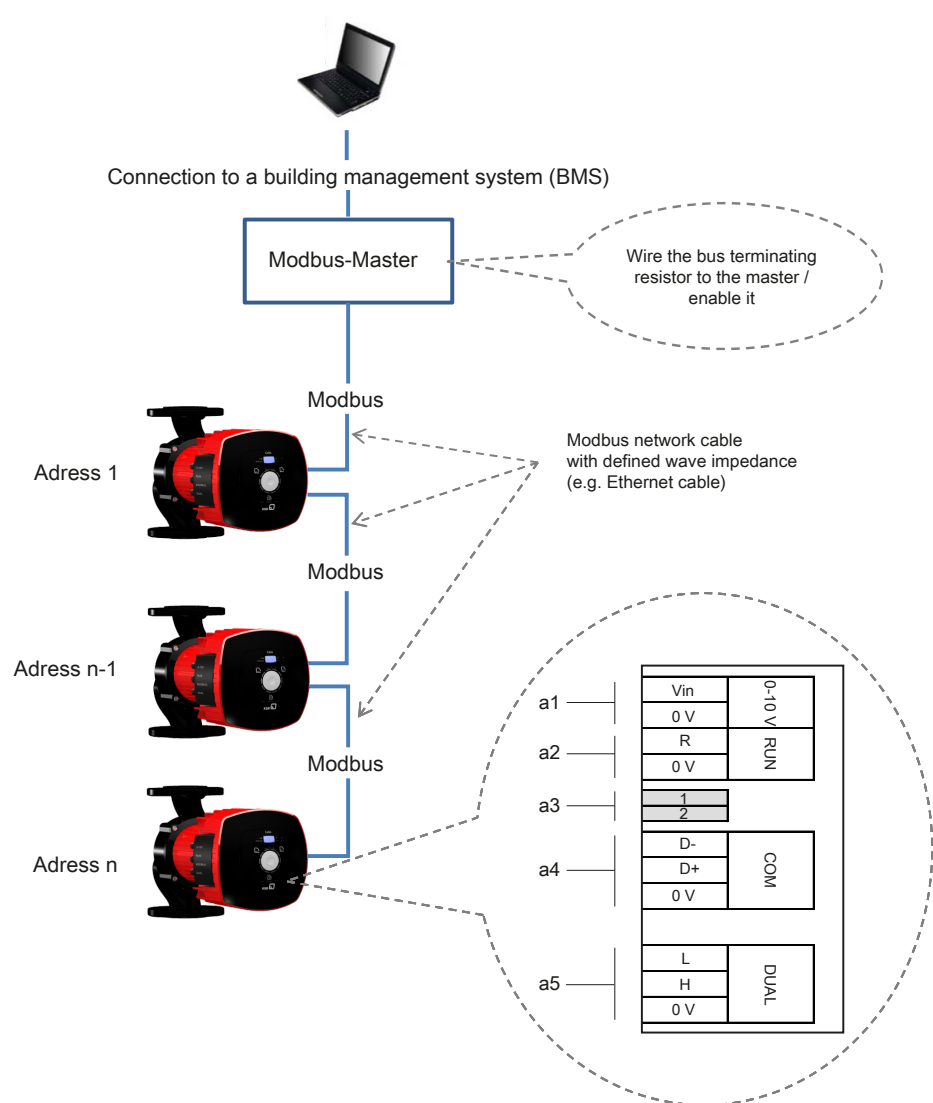 Connection to a building management system (BMS)
Modbus-Master
Wire the bus terminating
resistor to the master /
enable it
Modbus
Adress 1
Modbus network cable
with defined wave impedance
(e.g. Ethernet cable)
Modbus
Adress n-1
Modbus
Adress n
a1
Vin
0 V
0-10 V
a2
R
0 V
RUN
a3
1
2
a4
D-
D+
0 V
COM
a5
L
H
0 V
DUAL